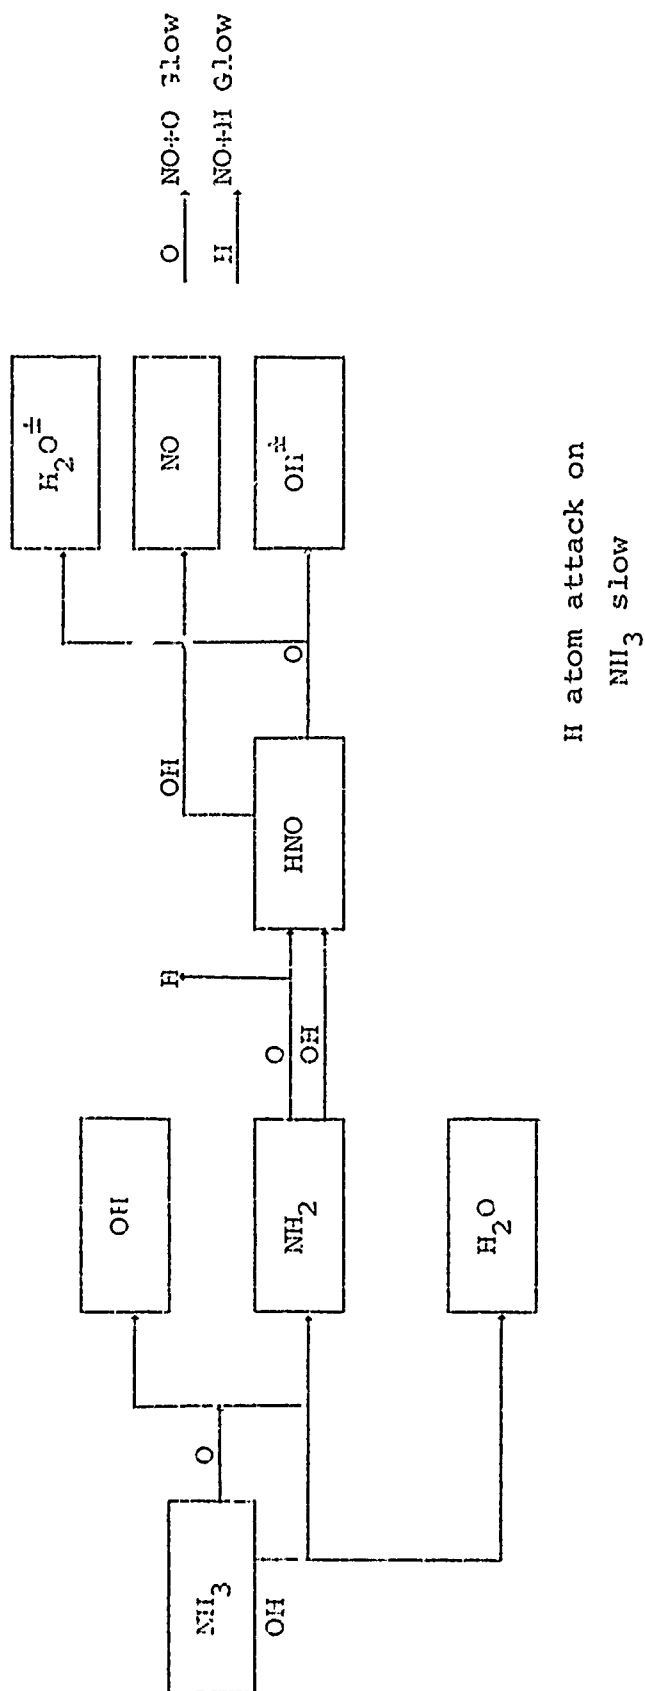 NH3
OH
O
OH
NH2
H2O
O
OH
H
HNO
OH
O
H2O‡
NO
OH‡
O NO+O Glow
H NO+H Glow
H atom attack on
NH3 slow